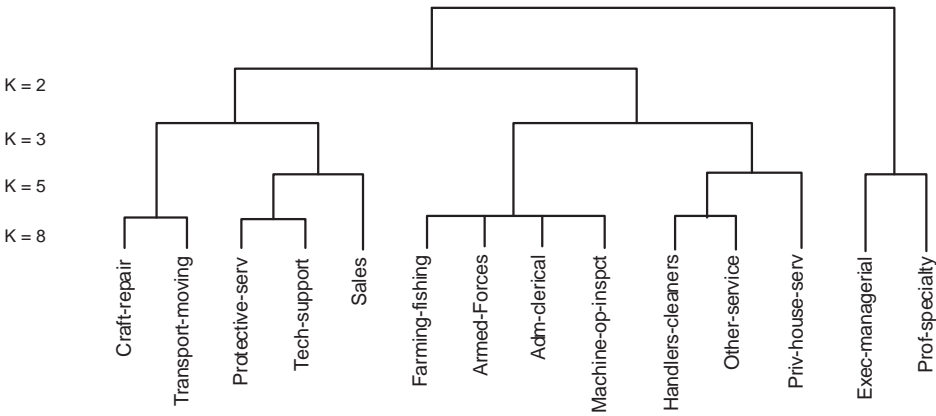 K = 2
K = 3
K = 5
K = 8
Craft-repair
Transport-moving
Protective-serv
Tech-support
Sales
Farming-fishing
Armed-Forces
Adm-clerical
Machine-op-inspct
Handlers-cleaners
Other-service
Priv-house-serv
Exec-managerial
Prof-specialty